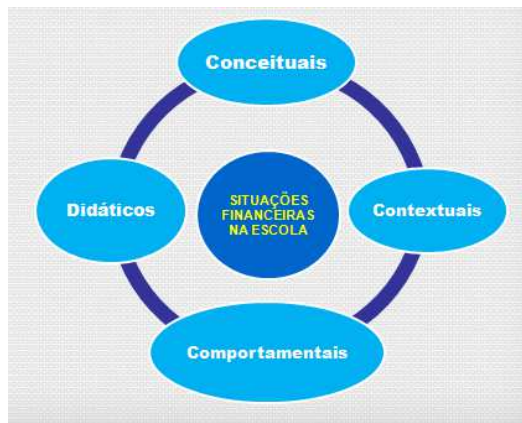 Conceituais
Didáticos
SITUAÇÕES
FINANCEIRAS
NA ESCOLA
Contextuais
Comportamentais